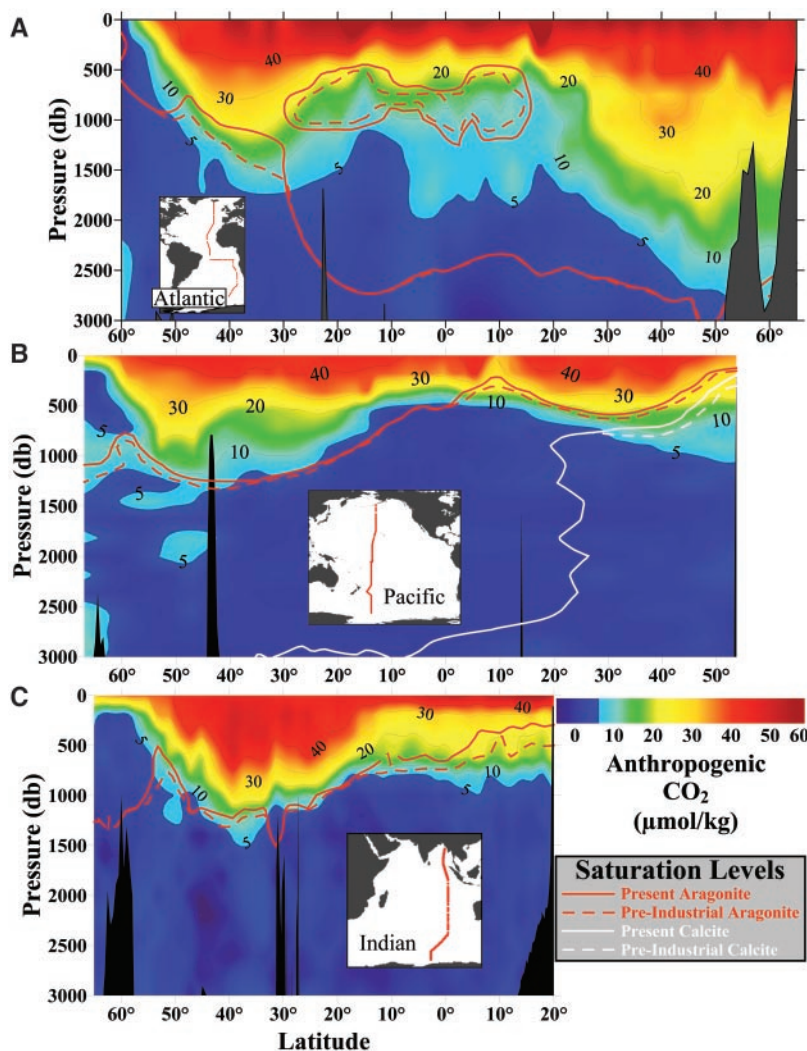 A
Pressure (db)
0
500
1000
1500
2000
2500
3000
40
20
40
10
30
20
30
5
10
5
20
5
5
10
Atlantic
60° 50° 40° 30° 20° 10° 0° 10° 20° 30° 40° 50° 60°
B
Pressure (db)
0
500
1000
1500
2000
2500
3000
40
30
40
30
20
30
10
10
5
10
5
5
5
Pacific
60° 50° 40° 30° 20° 10° 0° 10° 20° 30° 40° 50°
C
Pressure (db)
0
500
1000
1500
2000
2500
3000
40
30
5
40
20
30
10
10
5
5
Indian
60° 50° 40° 30° 20° 10° 0° 10° 20°
Latitude
0 10 20 30 40 50 60
Anthropogenic
CO₂
(µmol/kg)
Saturation Levels
Present Aragonite
Pre-Industrial Aragonite
Present Calcite
Pre-Industrial Calcite